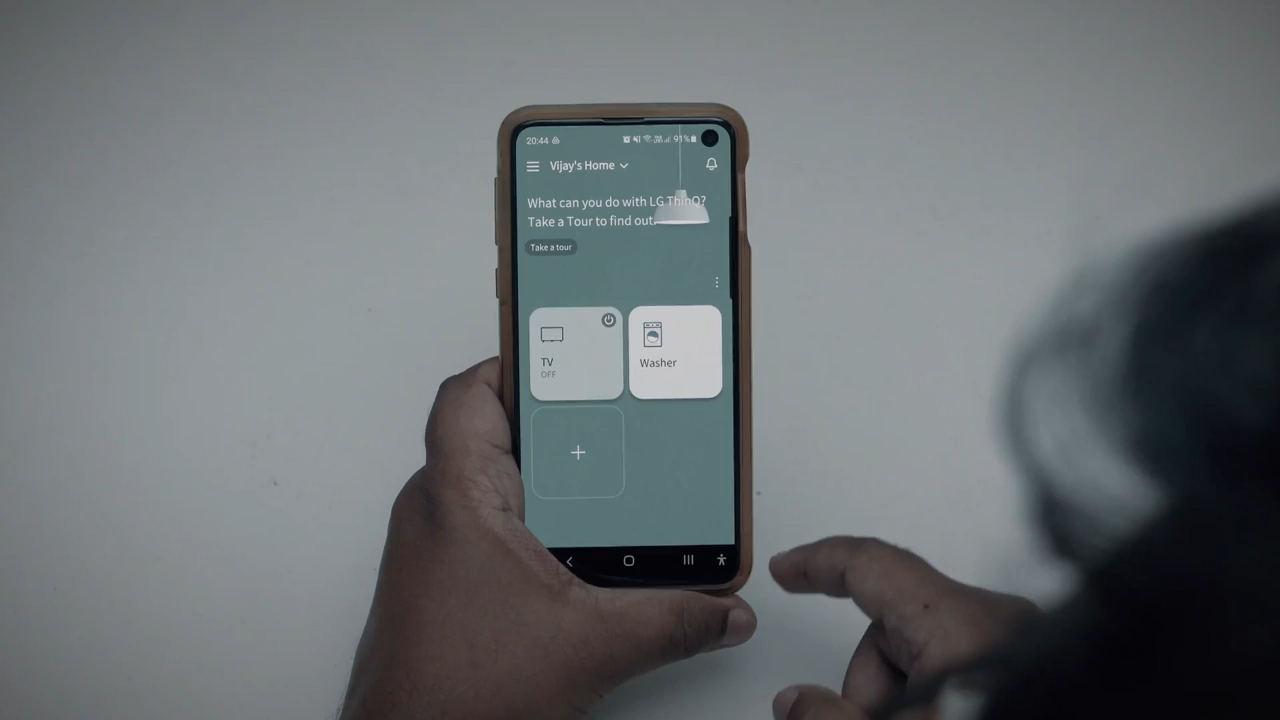 20:44
91%
Vijay's Home
What can you do with LG ThinQ?
Take a Tour to find out.
Take a tour
TV
OFF
Washer